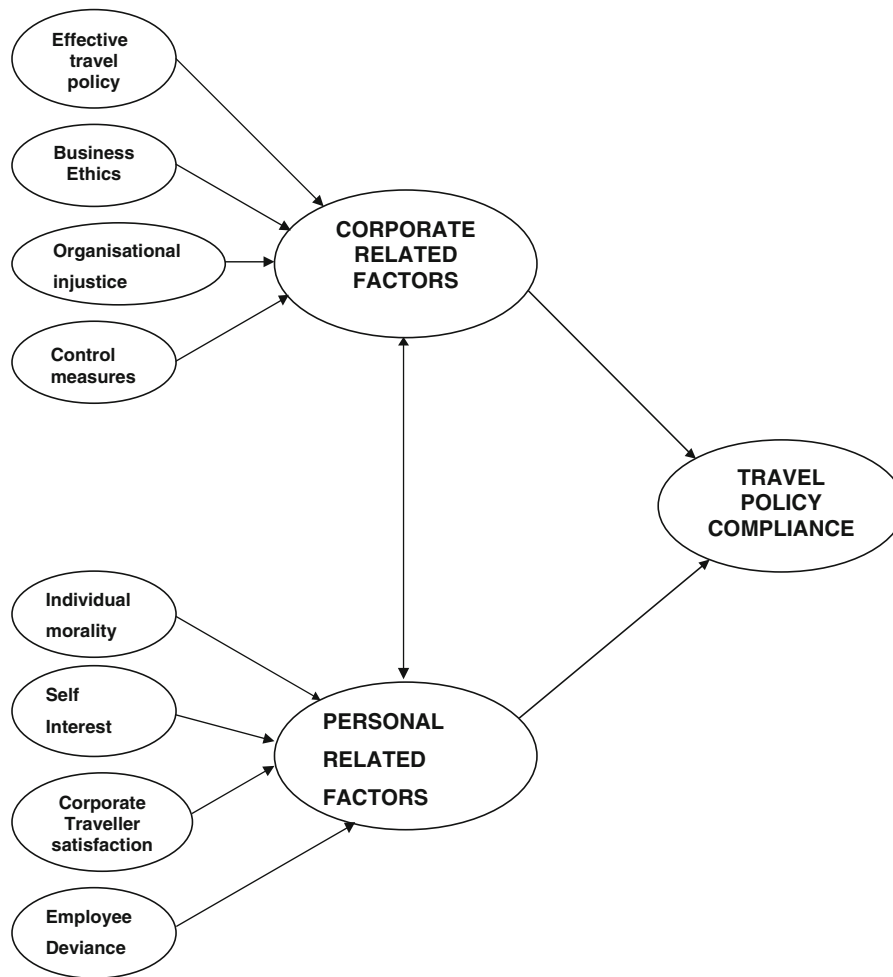 Effective
travel
policy
Business
Ethics
Organisational
injustice
Control
measures
CORPORATE
RELATED
FACTORS
TRAVEL
POLICY
COMPLIANCE
Individual
morality
Self
Interest
Corporate
Traveller
satisfaction
Employee
Deviance
PERSONAL
RELATED
FACTORS